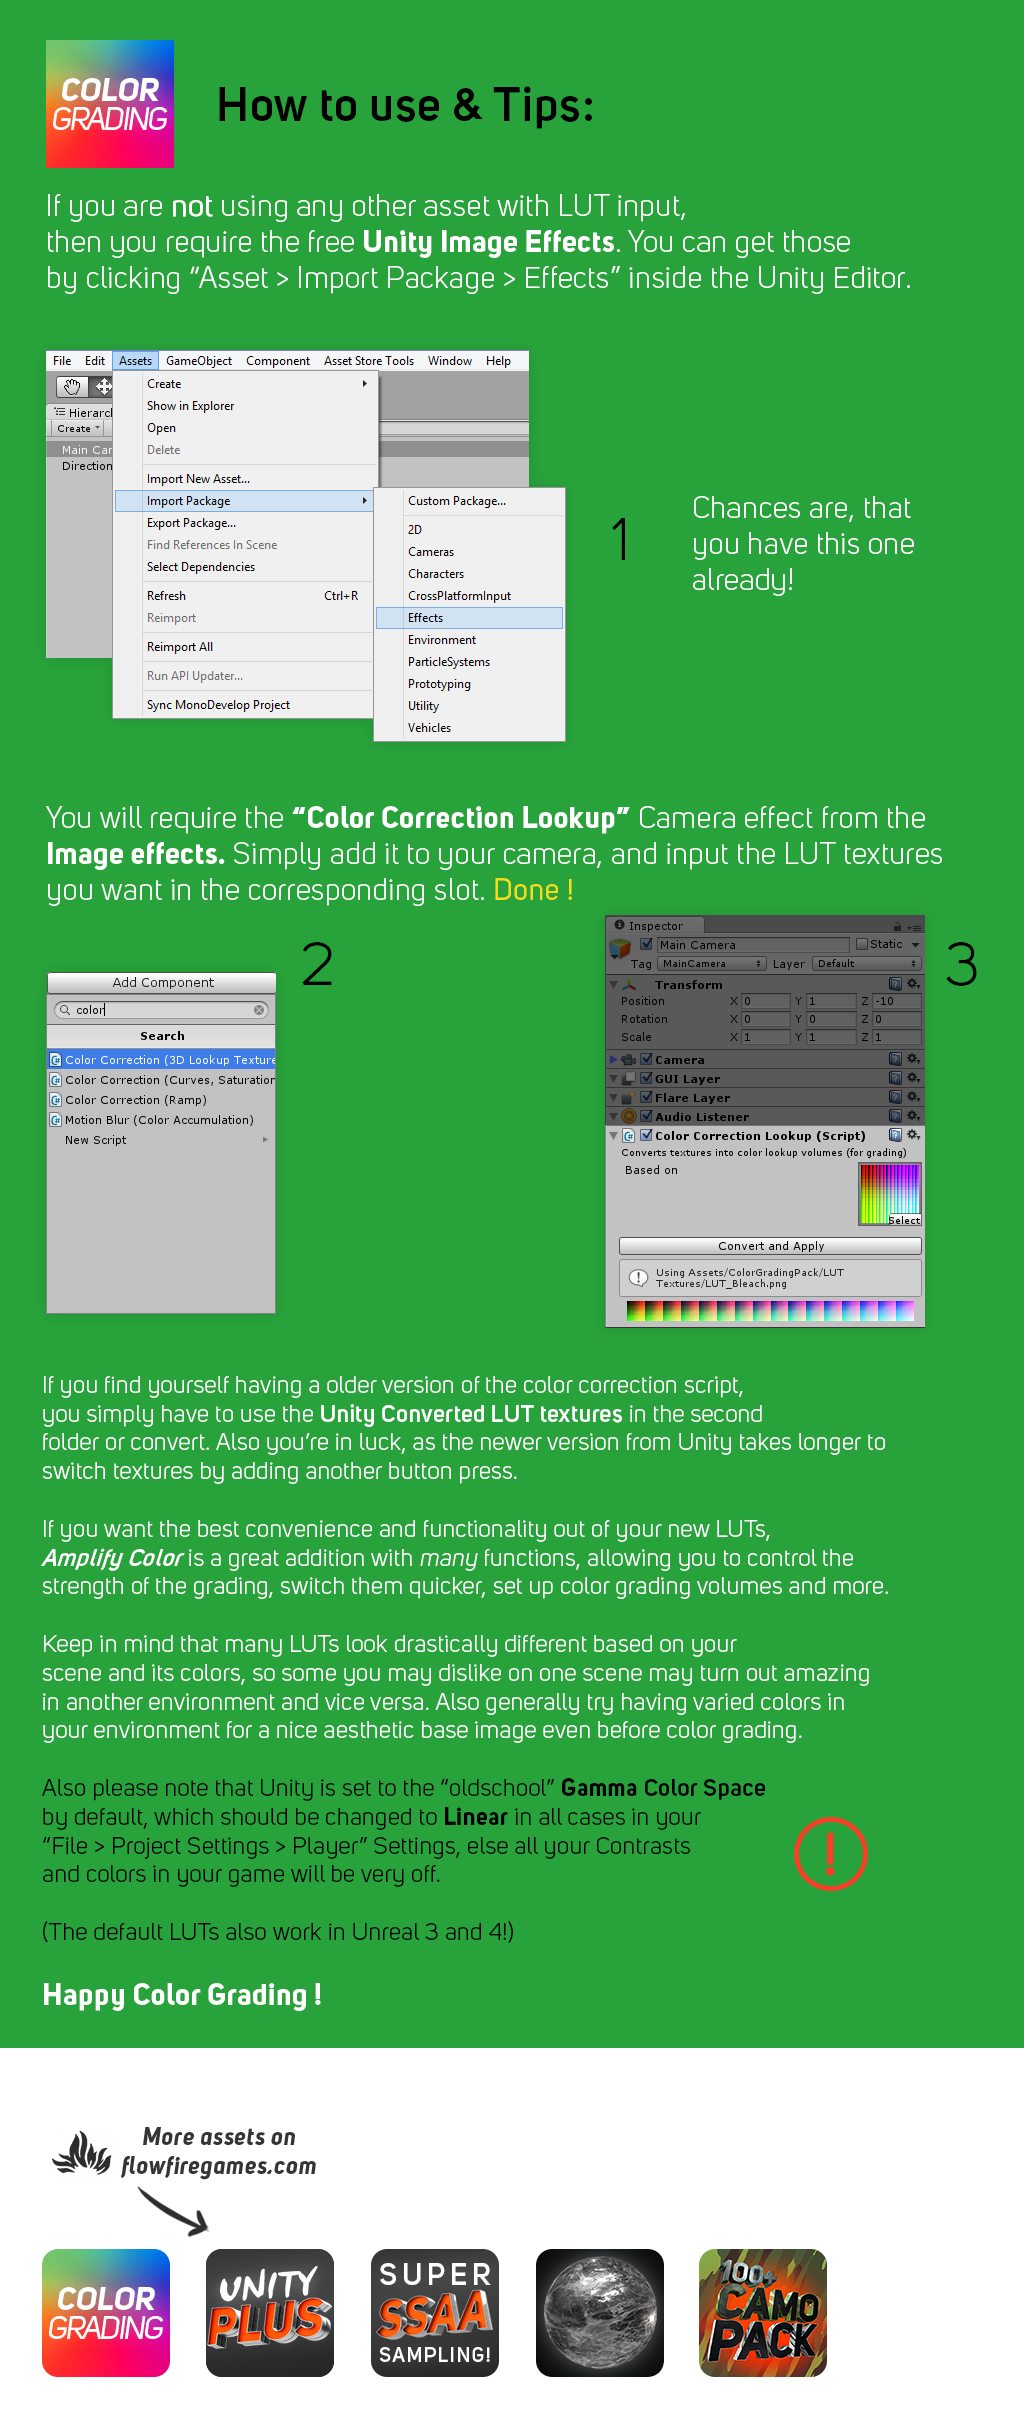 COLOR
GRADING
How to use & Tips:
If you are not using any other asset with LUT input,
then you require the free Unity Image Effects. You can get those
by clicking “Asset > Import Package > Effects” inside the Unity Editor.
File Edit Assets GameObject Component Asset Store Tools Window Help
Create
Show in Explorer
Open
Delete
Import New Asset...
Import Package
Export Package...
Find References In Scene
Select Dependencies
Refresh Ctrl+R
Reimport
Reimport All
Run API Updater...
Sync MonoDevelop Project
Hierarcl
Create
Main Car
Direction
Custom Package...
2D
Cameras
Characters
CrossPlatformInput
Effects
Environment
ParticleSystems
Prototyping
Utility
Vehicles
1
Chances are, that
you have this one
already!
You will require the “Color Correction Lookup” Camera effect from the
Image effects. Simply add it to your camera, and input the LUT textures
you want in the corresponding slot. Done !
2
Add Component
color
Search
Color Correction (3D Lookup Texture
Color Correction (Curves, Saturation
Color Correction (Ramp)
Motion Blur (Color Accumulation)
New Script
3
Inspector
Main Camera Static
Tag MainCamera Layer Default
Transform
Position X 0 Y 1 Z -10
Rotation X 0 Y 0 Z 0
Scale X 1 Y 1 Z 1
Camera
GUI Layer
Flare Layer
Audio Listener
Color Correction Lookup (Script)
Converts textures into color lookup volumes (for grading)
Based on
Select
Convert and Apply
Using Assets/ColorGradingPack/LUT
Textures/LUT_Bleach.png
If you find yourself having a older version of the color correction script,
you simply have to use the Unity Converted LUT textures in the second
folder or convert. Also you’re in luck, as the newer version from Unity takes longer to
switch textures by adding another button press.
If you want the best convenience and functionality out of your new LUTs,
Amplify Color is a great addition with many functions, allowing you to control the
strength of the grading, switch them quicker, set up color grading volumes and more.
Keep in mind that many LUTs look drastically different based on your
scene and its colors, so some you may dislike on one scene may turn out amazing
in another environment and vice versa. Also generally try having varied colors in
your environment for a nice aesthetic base image even before color grading.
Also please note that Unity is set to the “oldschool” Gamma Color Space
by default, which should be changed to Linear in all cases in your
“File > Project Settings > Player” Settings, else all your Contrasts
and colors in your game will be very off.
!
(The default LUTs also work in Unreal 3 and 4!)
Happy Color Grading !
More assets on
flowfiregames.com
COLOR
GRADING
UNITY
PLUS
SUPER
SSAA
SAMPLING!
100+
CAMO
PACK